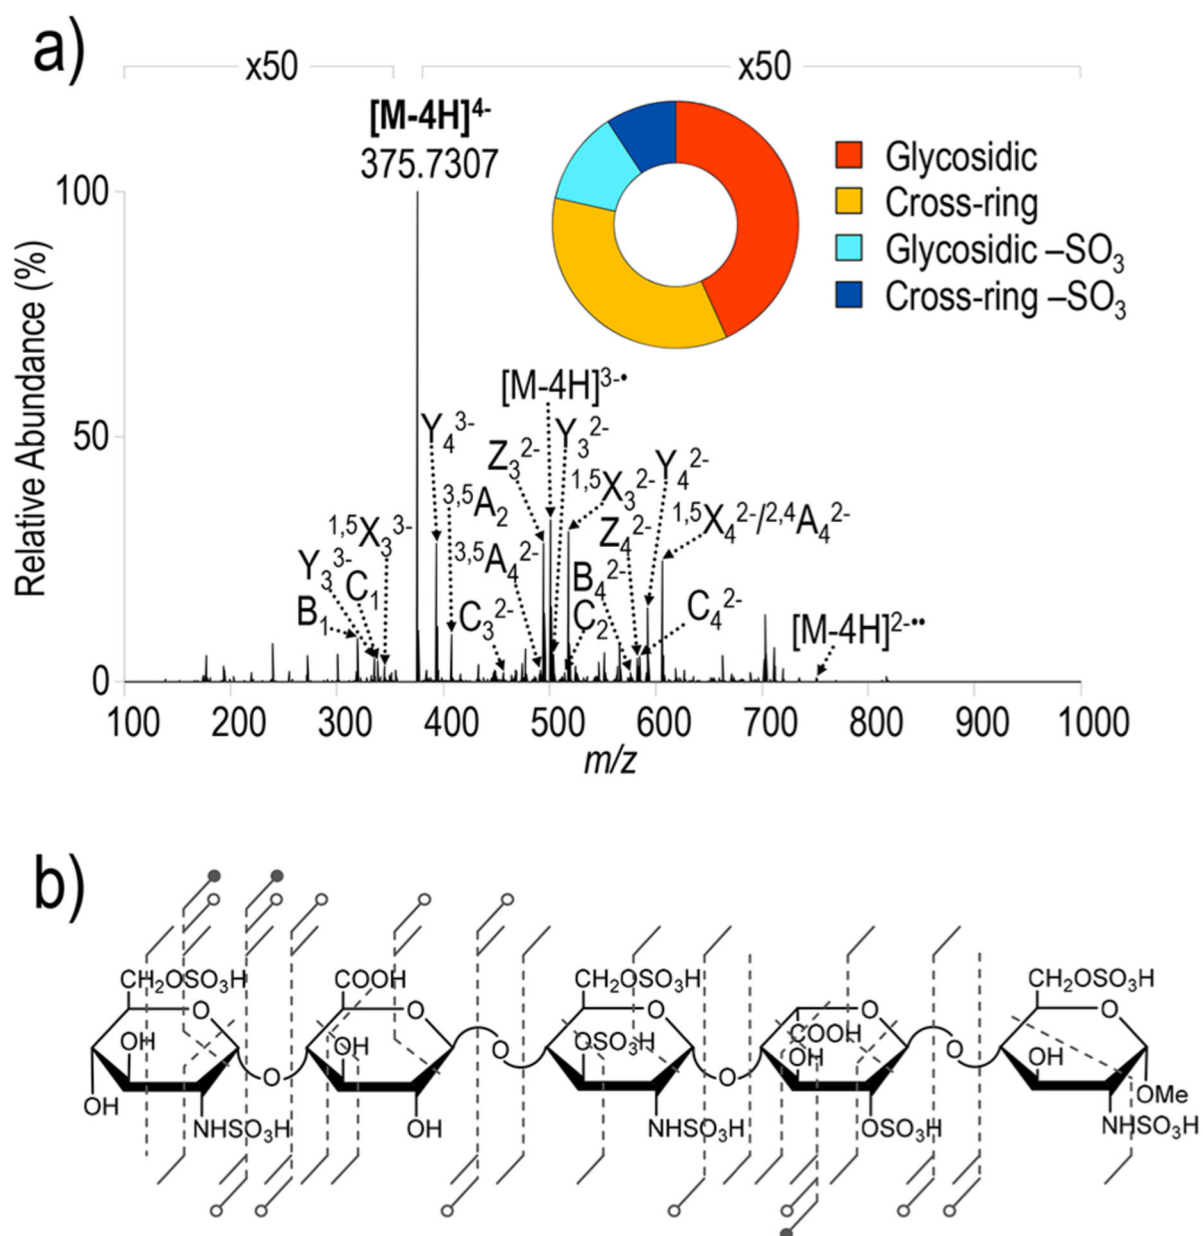 a)
x50 x50
[M-4H]4-
375.7307
Glycosidic
Cross-ring
Glycosidic –SO3
Cross-ring –SO3
Relative Abundance (%)
100
50
0
[M-4H]3-•
Y43-
Z32-
Y32-
3,5A2
1,5X32-
Y42-
1,5X33-
3,5A42-
Z42-
1,5X42-/2,4A42-
Y33-
C1
B1
C32-
B42-
C2
C42-
[M-4H]2-••
100 200 300 400 500 600 700 800 900 1000
m/z
b)
CH2OSO3H COOH CH2OSO3H CH2OSO3H
O O O O O
OH OH OSO3H COOH OH OH
O O O O
OH OMe
NHSO3H OH NHSO3H OSO3H NHSO3H